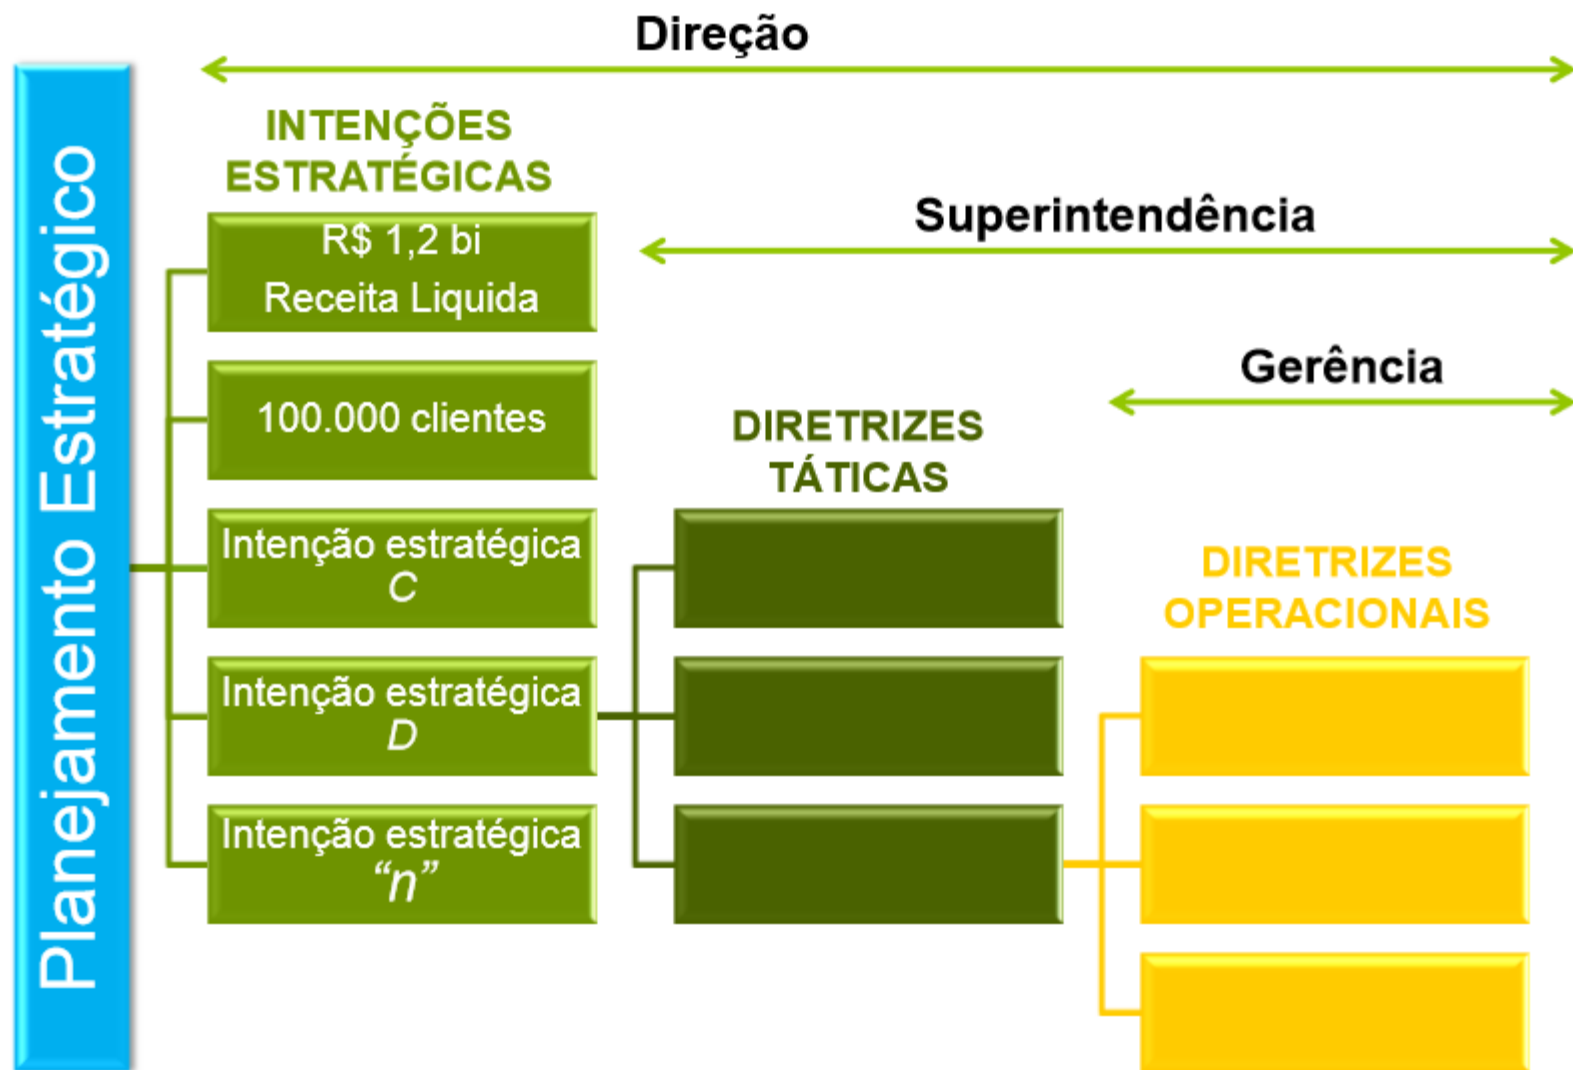 Planejamento Estratégico
Direção
INTENÇÕES
ESTRATÉGICAS
R$ 1,2 bi
Receita Liquida
100.000 clientes
Intenção estratégica
C
Intenção estratégica
D
Intenção estratégica
“n”
Superintendência
DIRETRIZES
TÁTICAS
Gerência
DIRETRIZES
OPERACIONAIS